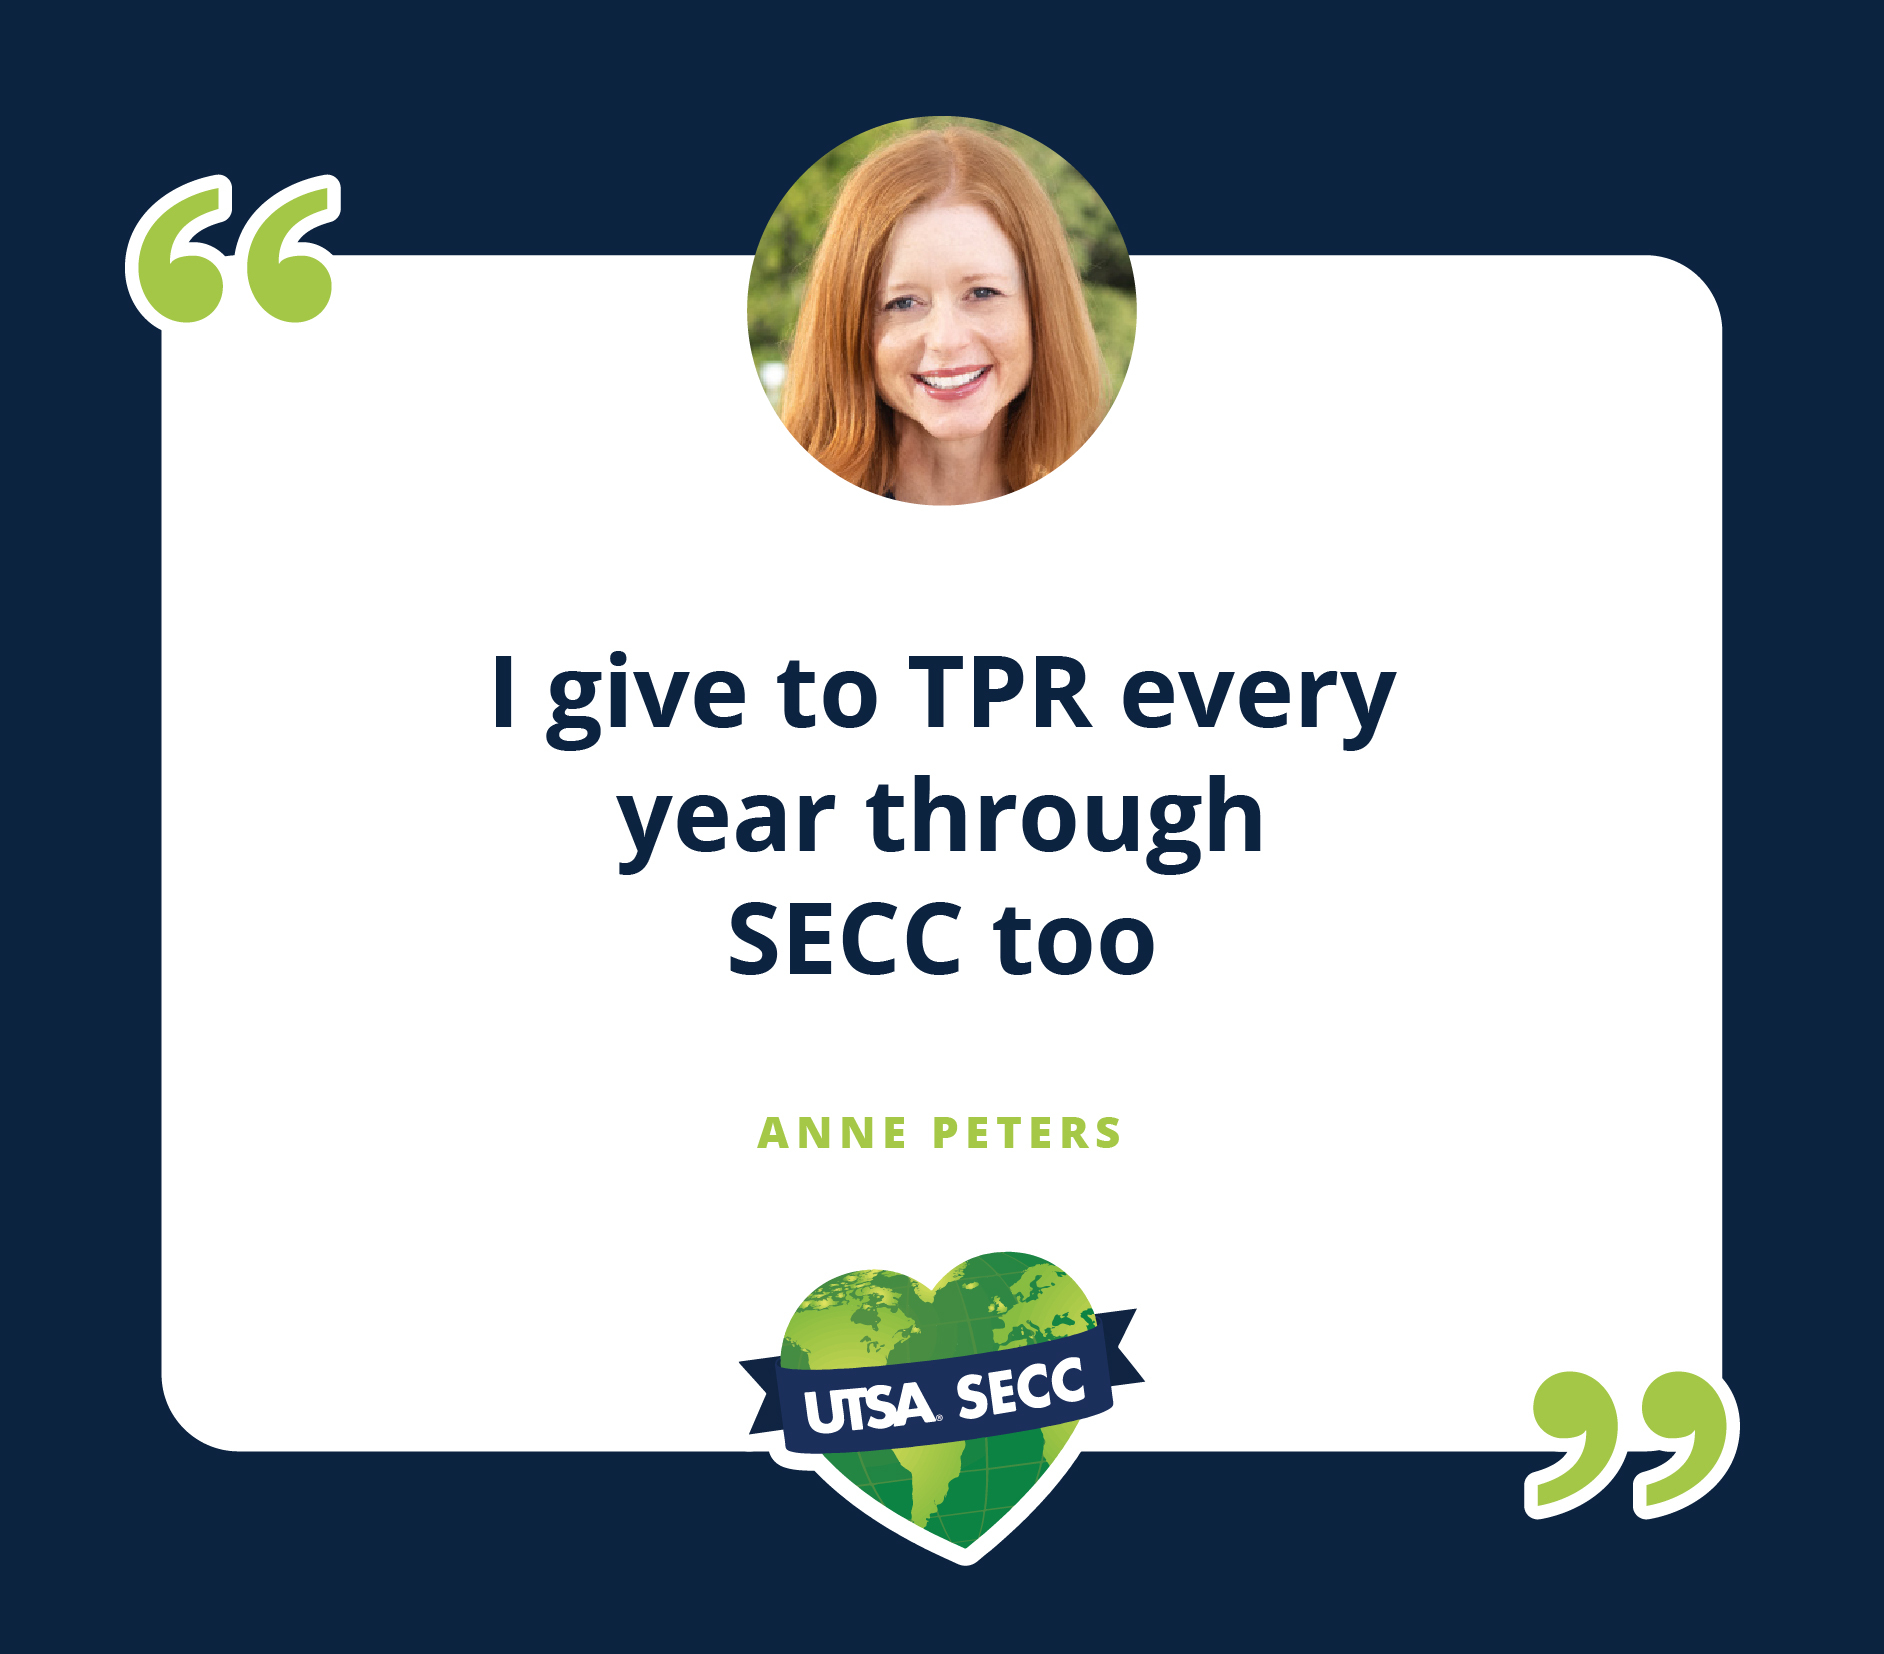 I give to TPR every
year through
SECC too
ANNE PETERS
UTSA® SECC